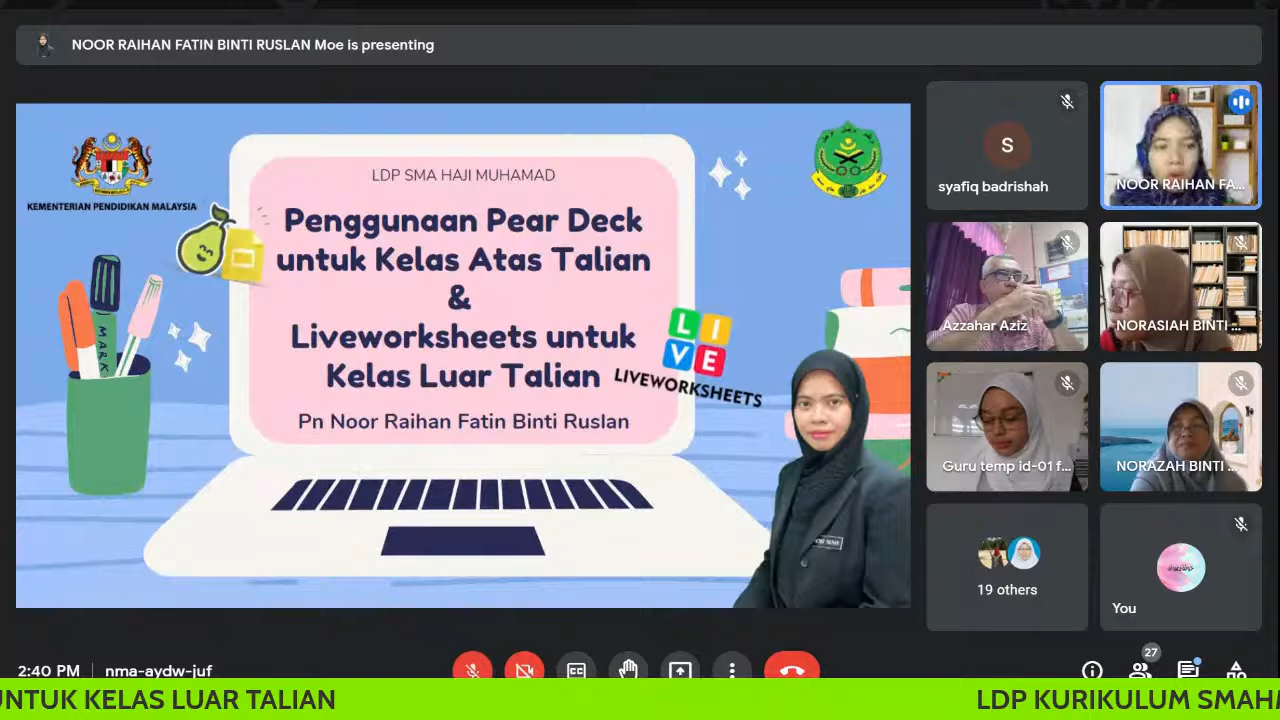 NOOR RAIHAN FATIN BINTI RUSLAN Moe is presenting
KEMENTERIAN PENDIDIKAN MALAYSIA
LDP SMA HAJI MUHAMAD
Penggunaan Pear Deck
untuk Kelas Atas Talian
&
Liveworksheets untuk
Kelas Luar Talian
Pn Noor Raihan Fatin Binti Ruslan
MARK
LIVE
LIVEWORKSHEETS
S
syafiq badrishah
NOOR RAIHAN FA...
Azzahar Aziz
NORASIAH BINTI ...
Guru temp id-01 f...
NORAZAH BINTI ...
19 others
You
2:40 PM | nma-aydw-juf
CC
27
UNTUK KELAS LUAR TALIAN
LDP KURIKULUM SMAHA